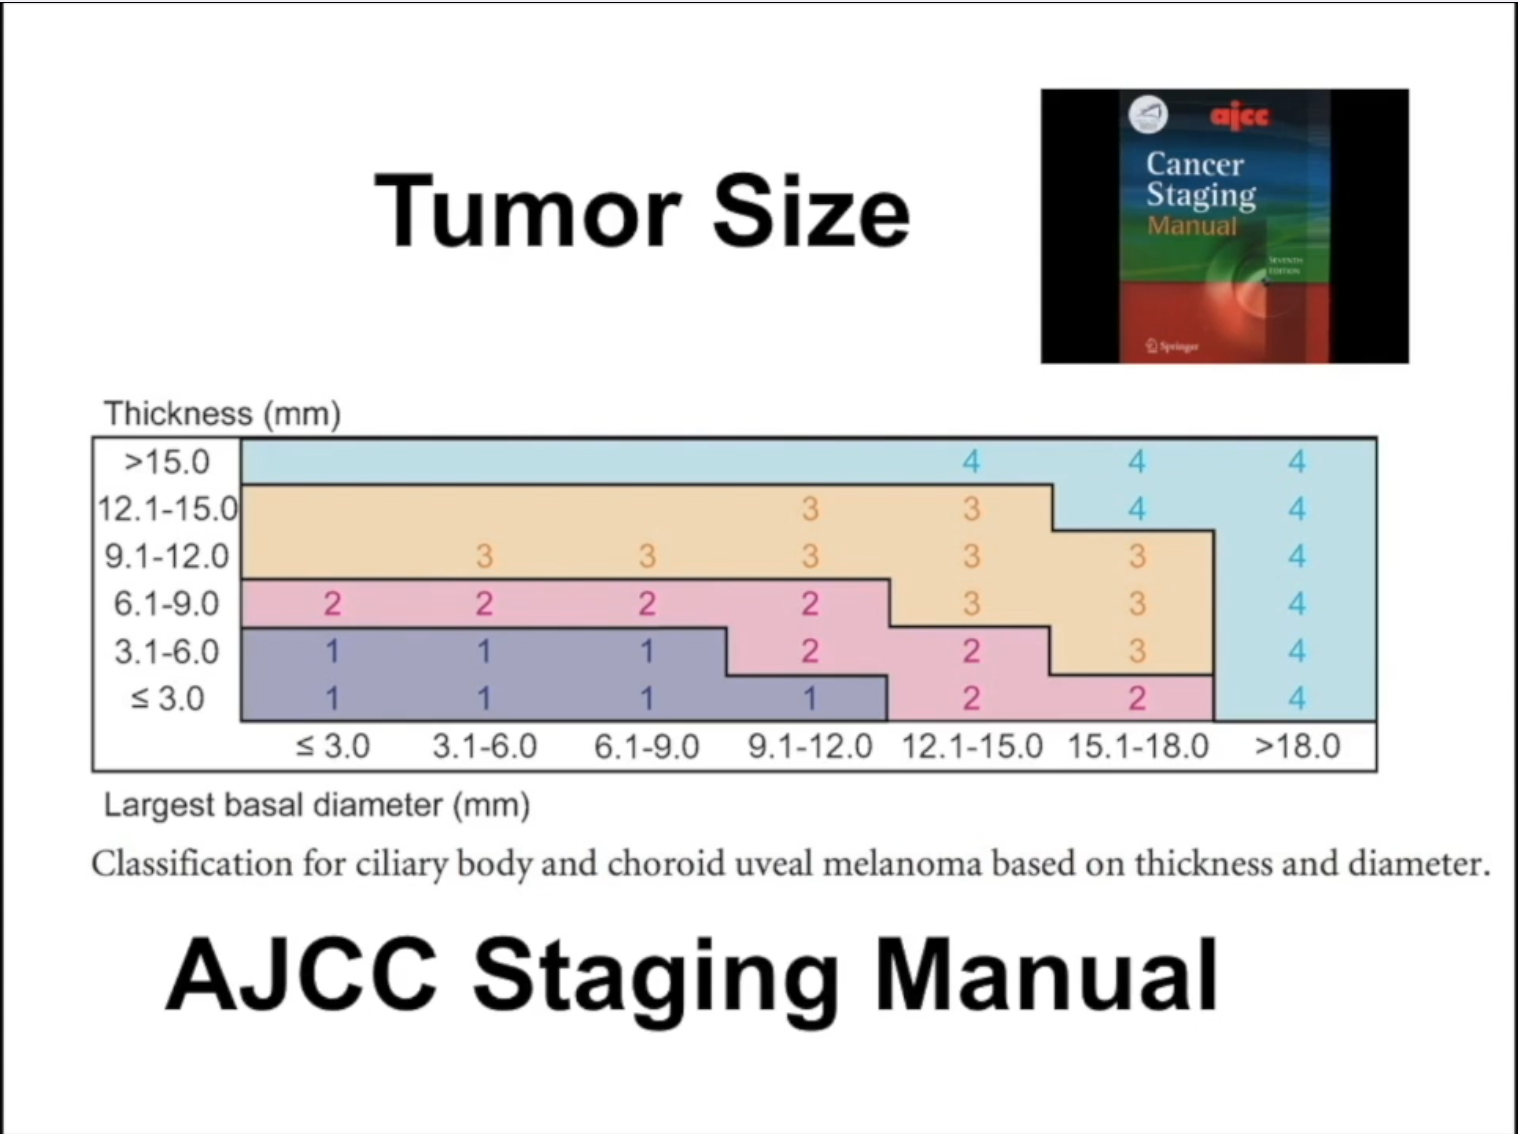 Tumor Size
ajcc
Cancer
Staging
Manual
SEVENTH
EDITION
Springer
Thickness (mm)
>15.0 4 4 4
12.1-15.0 3 3 4 4
9.1-12.0 3 3 3 3 3 4
6.1-9.0 2 2 2 2 3 3 4
3.1-6.0 1 1 1 2 2 3 4
≤ 3.0 1 1 1 1 2 2 4
≤ 3.0 3.1-6.0 6.1-9.0 9.1-12.0 12.1-15.0 15.1-18.0 >18.0
Largest basal diameter (mm)
Classification for ciliary body and choroid uveal melanoma based on thickness and diameter.
AJCC Staging Manual